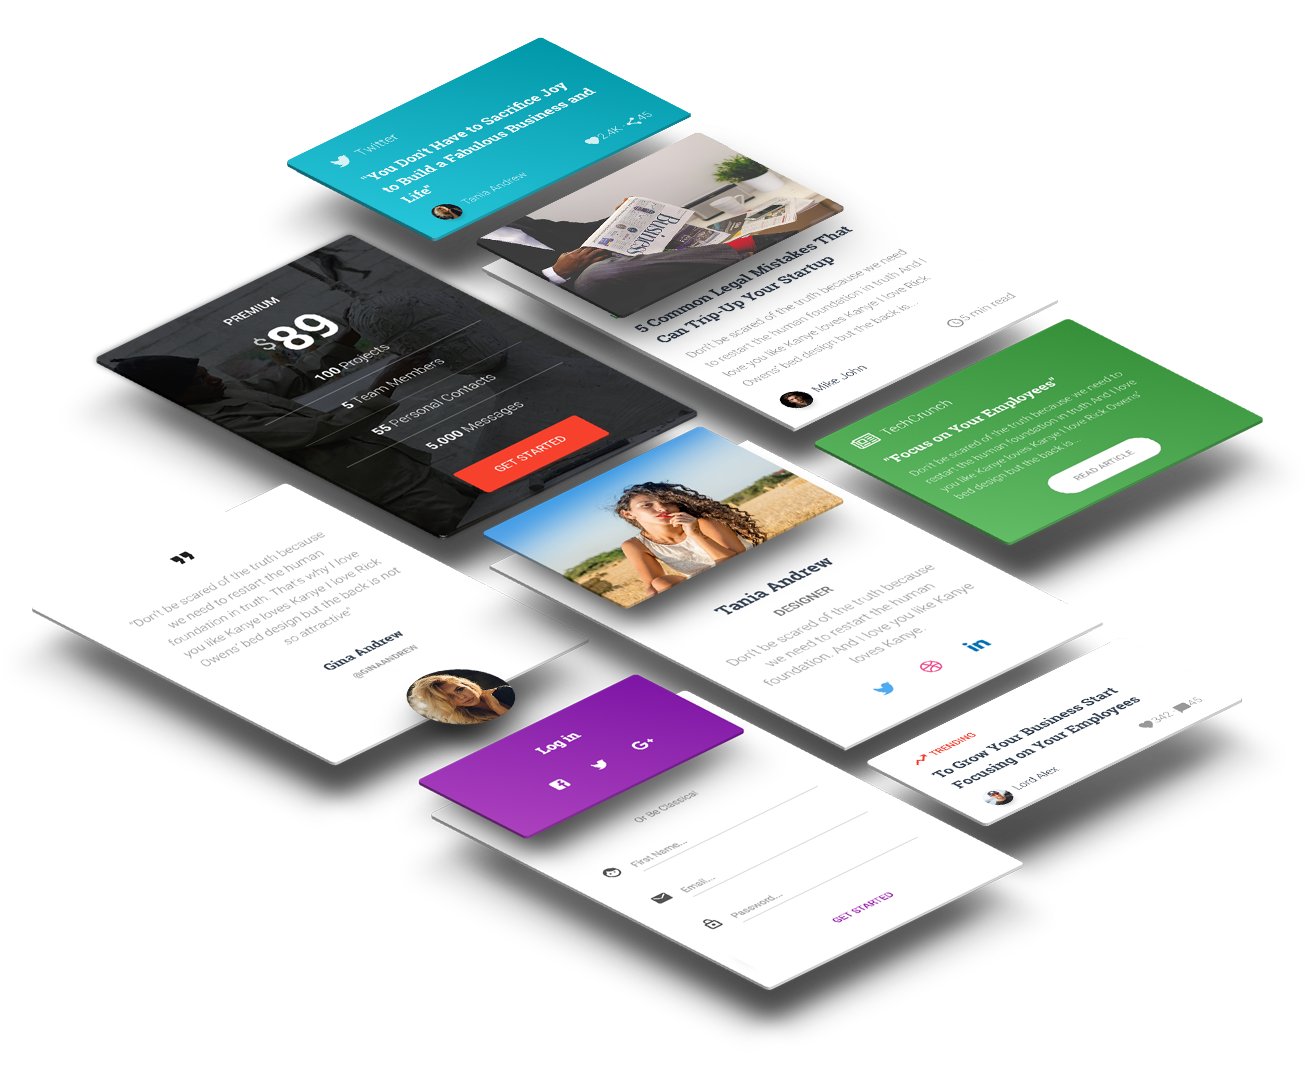 Twitter
"You Don't Have to Sacrifice Joy
to Build a Fabulous Business and
Life"
Tania Andrew
2.4K · 45
Business
5 Common Legal Mistakes That
Can Trip-Up Your Startup
Don't be scared of the truth because we need
to restart the human foundation in truth And I
love you like Kanye loves Kanye I love Rick
Owens' bed design but the back is...
Mike John
5 min read
PREMIUM
$89
100 Projects
5 Team Members
55 Personal Contacts
5.000 Messages
GET STARTED
TechCrunch
"Focus on Your Employees"
Don't be scared of the truth because we need to
restart the human foundation in truth And I love
you like Kanye loves Kanye I love Rick Owens'
bed design but the back is...
READ ARTICLE
"Don't be scared of the truth because
we need to restart the human
foundation in truth. That's why I love
you like Kanye loves Kanye I love Rick
Owens' bed design but the back is not
so attractive"
Gina Andrew
@GINAANDREW
Tania Andrew
DESIGNER
Don't be scared of the truth because
we need to restart the human
foundation. And I love you like Kanye
loves Kanye.
TRENDING
To Grow Your Business Start
Focusing on Your Employees
Lord Alex
342 45
Log in
Or Be Classical
First Name...
Email...
Password...
GET STARTED